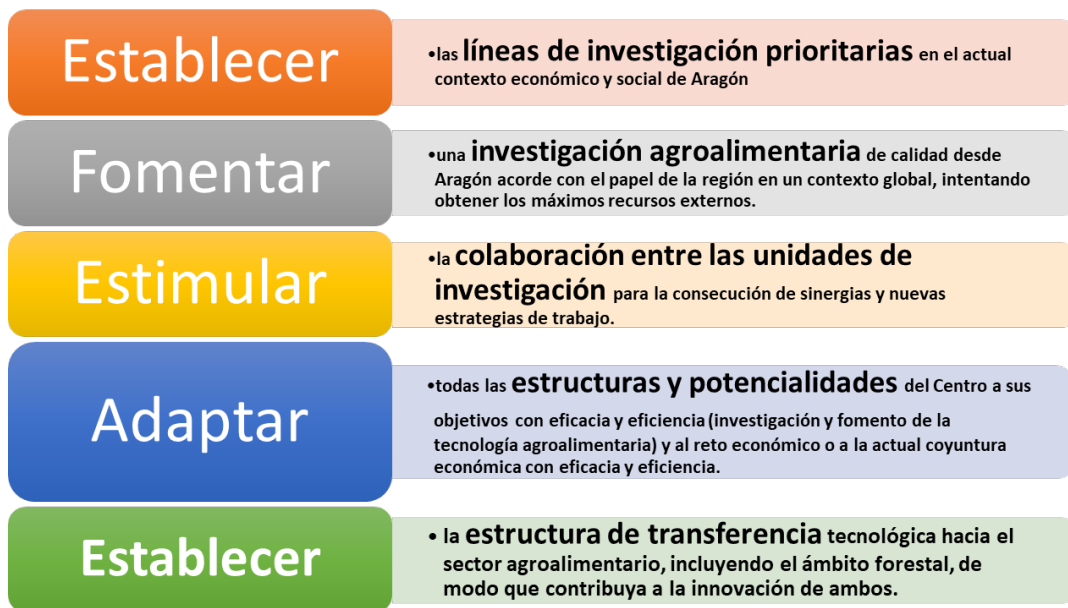 Establecer
•las líneas de investigación prioritarias en el actual
contexto económico y social de Aragón
Fomentar
•una investigación agroalimentaria de calidad desde
Aragón acorde con el papel de la región en un contexto global, intentando
obtener los máximos recursos externos.
Estimular
•la colaboración entre las unidades de
investigación para la consecución de sinergias y nuevas
estrategias de trabajo.
Adaptar
•todas las estructuras y potencialidades del Centro a sus
objetivos con eficacia y eficiencia (investigación y fomento de la
tecnología agroalimentaria) y al reto económico o a la actual coyuntura
económica con eficacia y eficiencia.
Establecer
• la estructura de transferencia tecnológica hacia el
sector agroalimentario, incluyendo el ámbito forestal, de
modo que contribuya a la innovación de ambos.